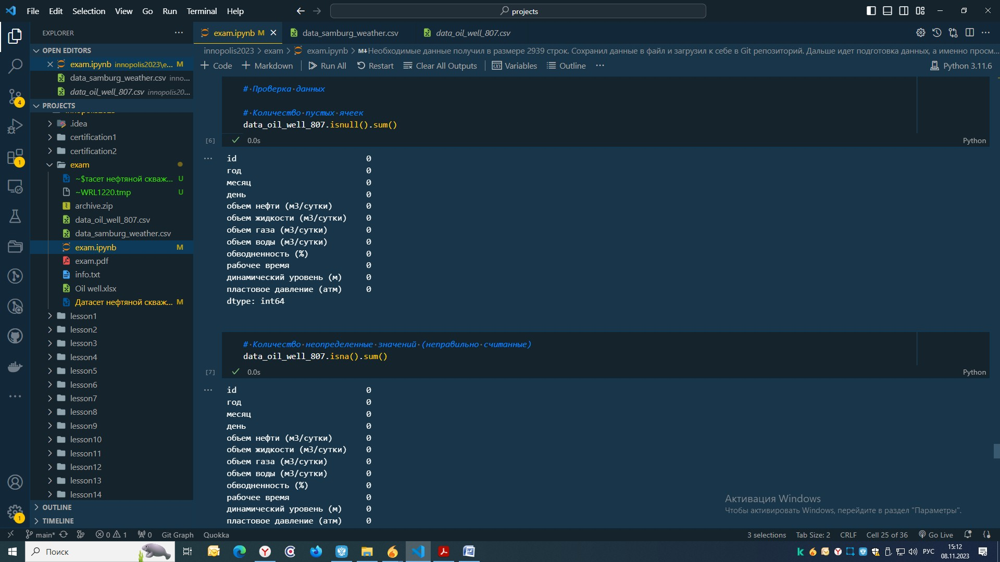 File Edit Selection View Go Run Terminal Help
projects
EXPLORER
exam.ipynb M
data_samburg_weather.csv
data_oil_well_807.csv
OPEN EDITORS
innopolis2023 > exam > exam.ipynb > M↓Необходимые данные получил в размере 2939 строк. Сохранил данные в файл и загрузил к себе в Git репозиторий. Дальше идет подготовка данных, а именно просм...
exam.ipynb innopolis2023\e... M
Code Markdown Run All Restart Clear All Outputs Variables Outline ...
Python 3.11.6
data_samburg_weather.csv inno...
data_oil_well_807.csv innopolis20...
PROJECTS
.idea
certification1
certification2
exam
~$тасет нефтяной скваж... U
~WRL1220.tmp U
archive.zip
data_oil_well_807.csv
data_samburg_weather.csv
exam.ipynb M
exam.pdf
info.txt
Oil well.xlsx
Датасет нефтяной скваж... M
lesson1
lesson2
lesson3
lesson4
lesson5
lesson6
lesson7
lesson8
lesson9
lesson10
lesson11
lesson12
lesson13
lesson14
OUTLINE
TIMELINE
4
1
1
# Проверка данных
# Количество пустых ячеек
data_oil_well_807.isnull().sum()
[6] 0.0s Python
id 0
год 0
месяц 0
день 0
объем нефти (м3/сутки) 0
объем жидкости (м3/сутки) 0
объем газа (м3/сутки) 0
объем воды (м3/сутки) 0
обводненность (%) 0
рабочее время 0
динамический уровень (м) 0
пластовое давление (атм) 0
dtype: int64
# Количество неопределенные значений (неправильно считанные)
data_oil_well_807.isna().sum()
[7] 0.0s Python
id 0
год 0
месяц 0
день 0
объем нефти (м3/сутки) 0
объем жидкости (м3/сутки) 0
объем газа (м3/сутки) 0
объем воды (м3/сутки) 0
обводненность (%) 0
рабочее время 0
динамический уровень (м) 0
пластовое давление (атм) 0
Активация Windows
Чтобы активировать Windows, перейдите в раздел "Параметры".
main* 0 1 0 Git Graph Quokka
3 selections Tab Size: 2 CRLF Cell 25 of 36 Go Live
Поиск
РУС
15:12
08.11.2023